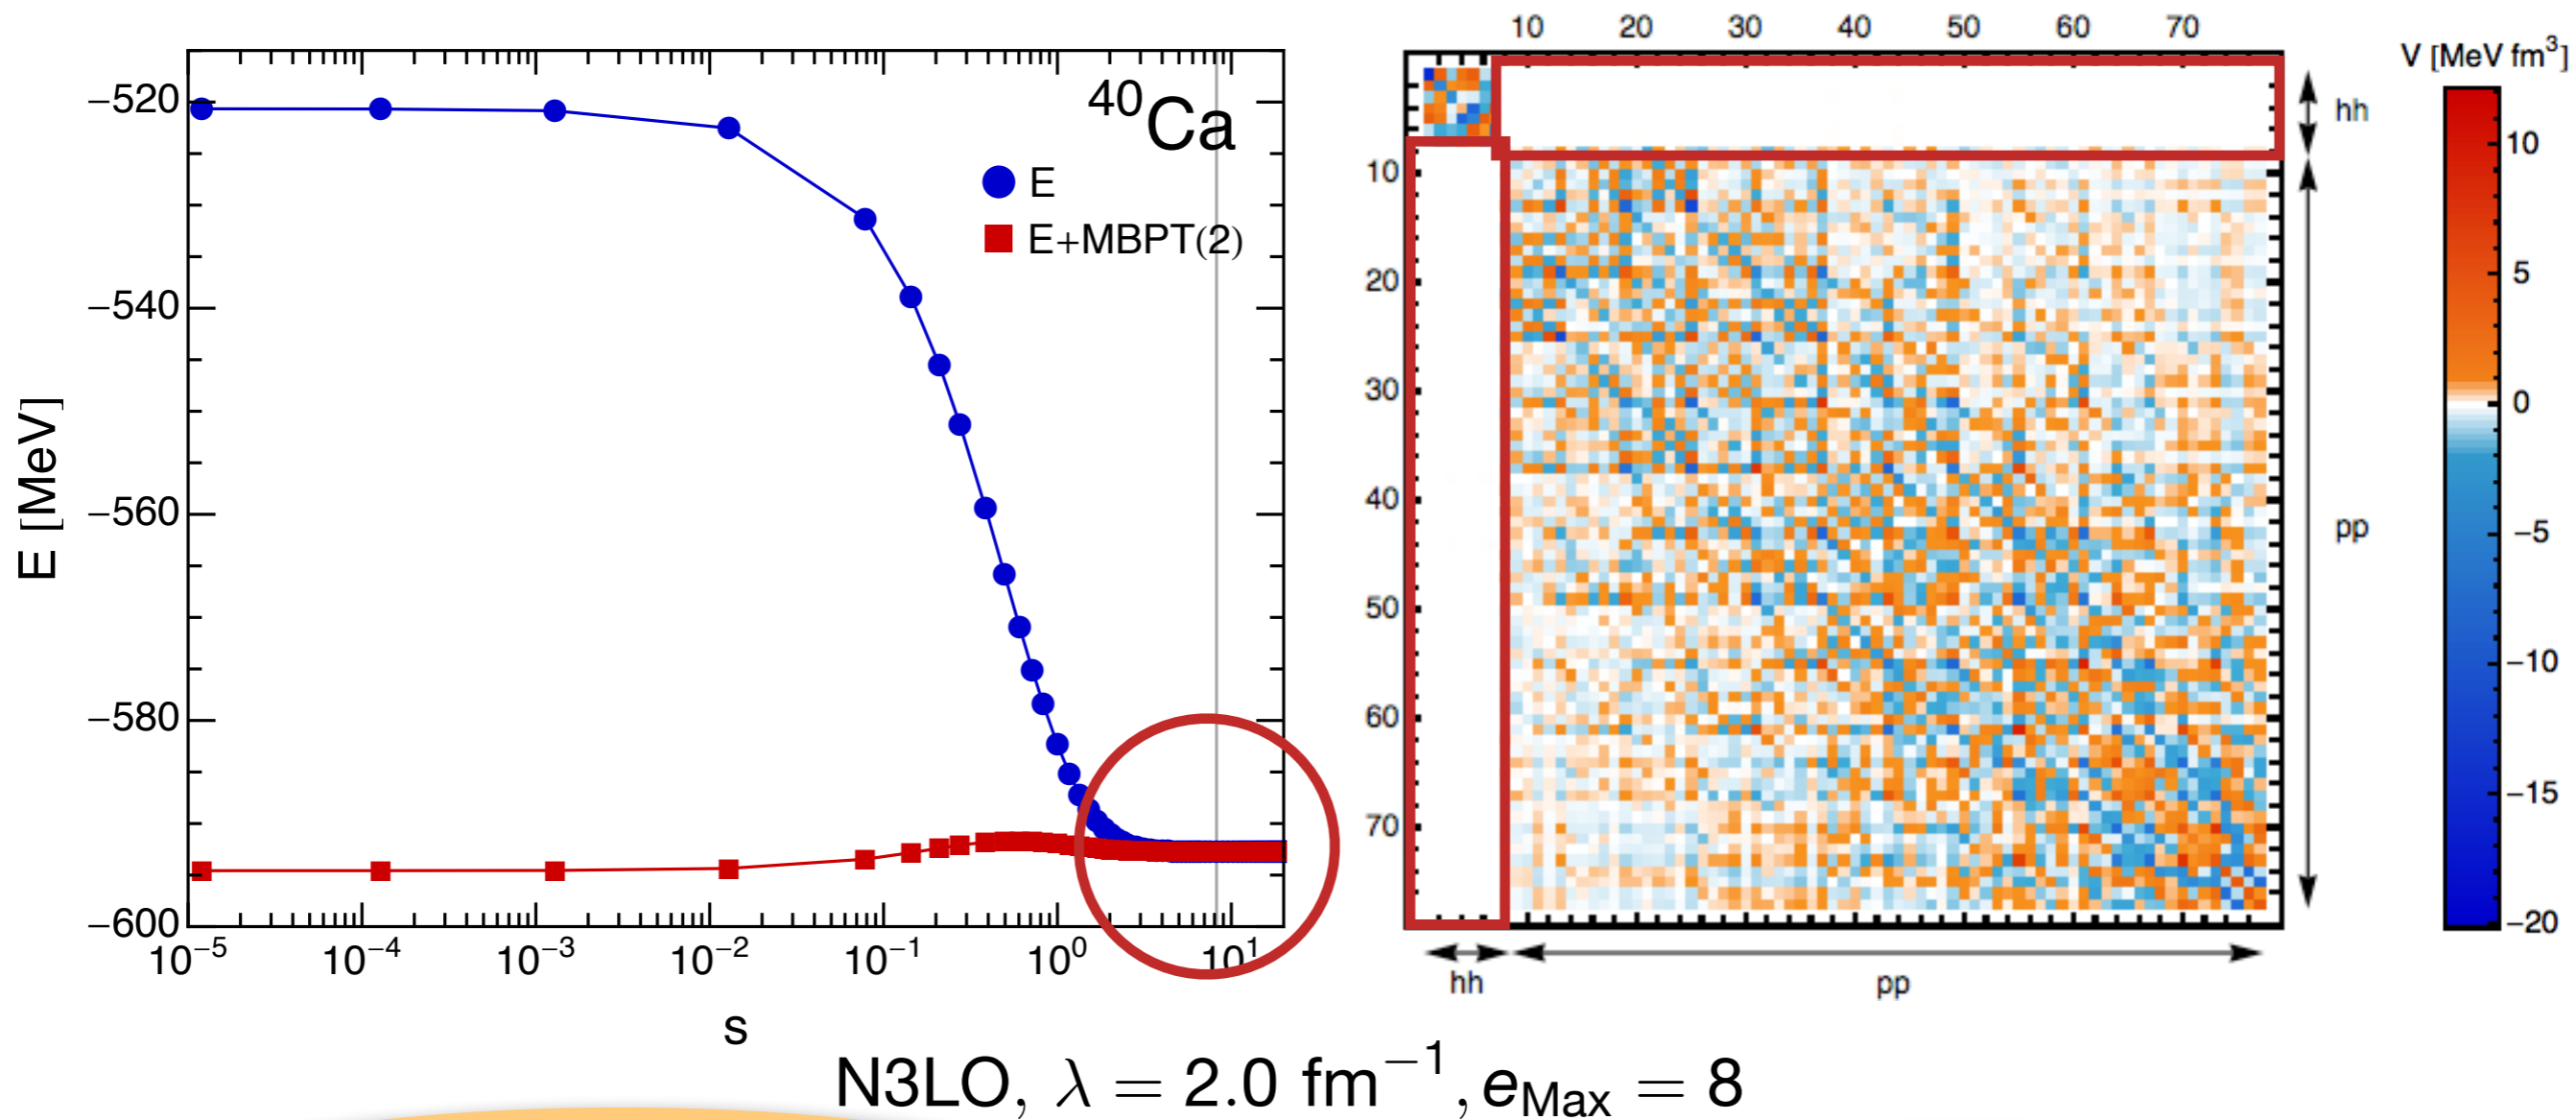 E [MeV]
−520
−540
−560
−580
−600
10−5
10−4
10−3
10−2
10−1
100
101
s
40Ca
E
E+MBPT(2)
10 20 30 40 50 60 70
10
20
30
40
50
60
70
hh
pp
hh
pp
V [MeV fm3]
10
5
0
−5
−10
−15
−20
N3LO, λ = 2.0 fm−1, eMax = 8